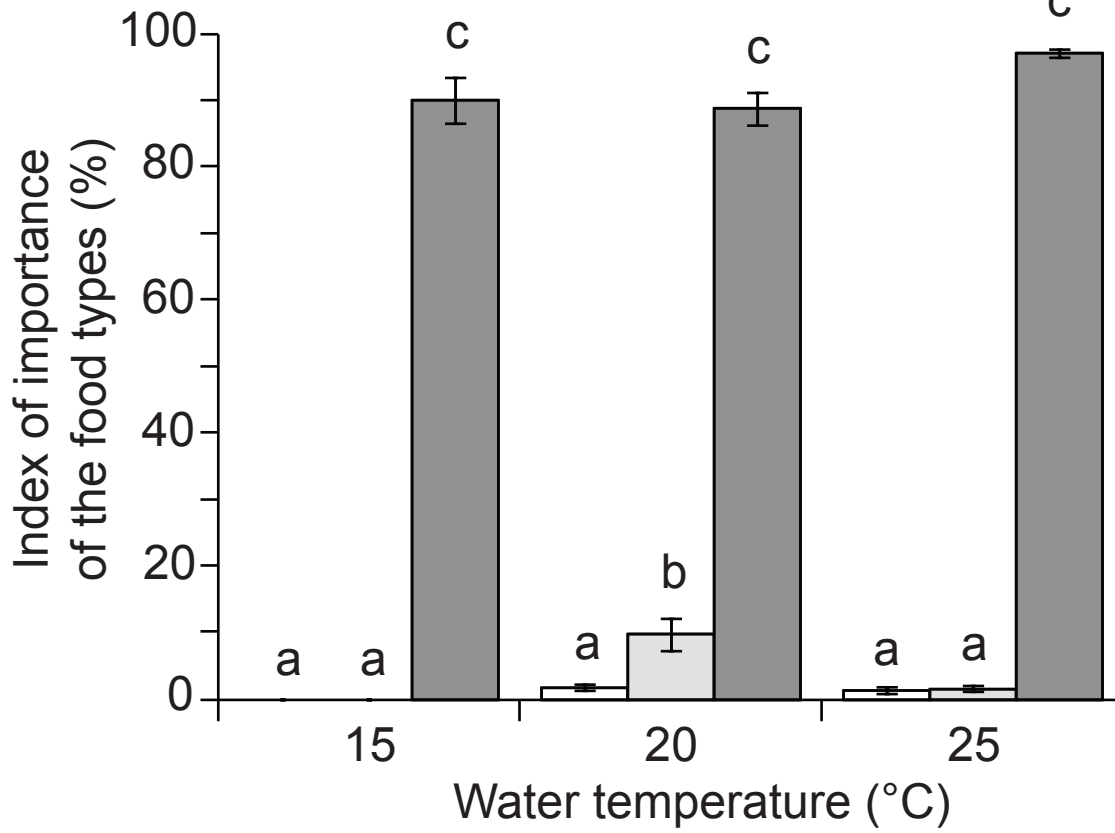 c
100
c
c
80
60
40
20
0
a
a
a
b
a
a
15
20
25
Water temperature (°C)
Index of importance
of the food types (%)